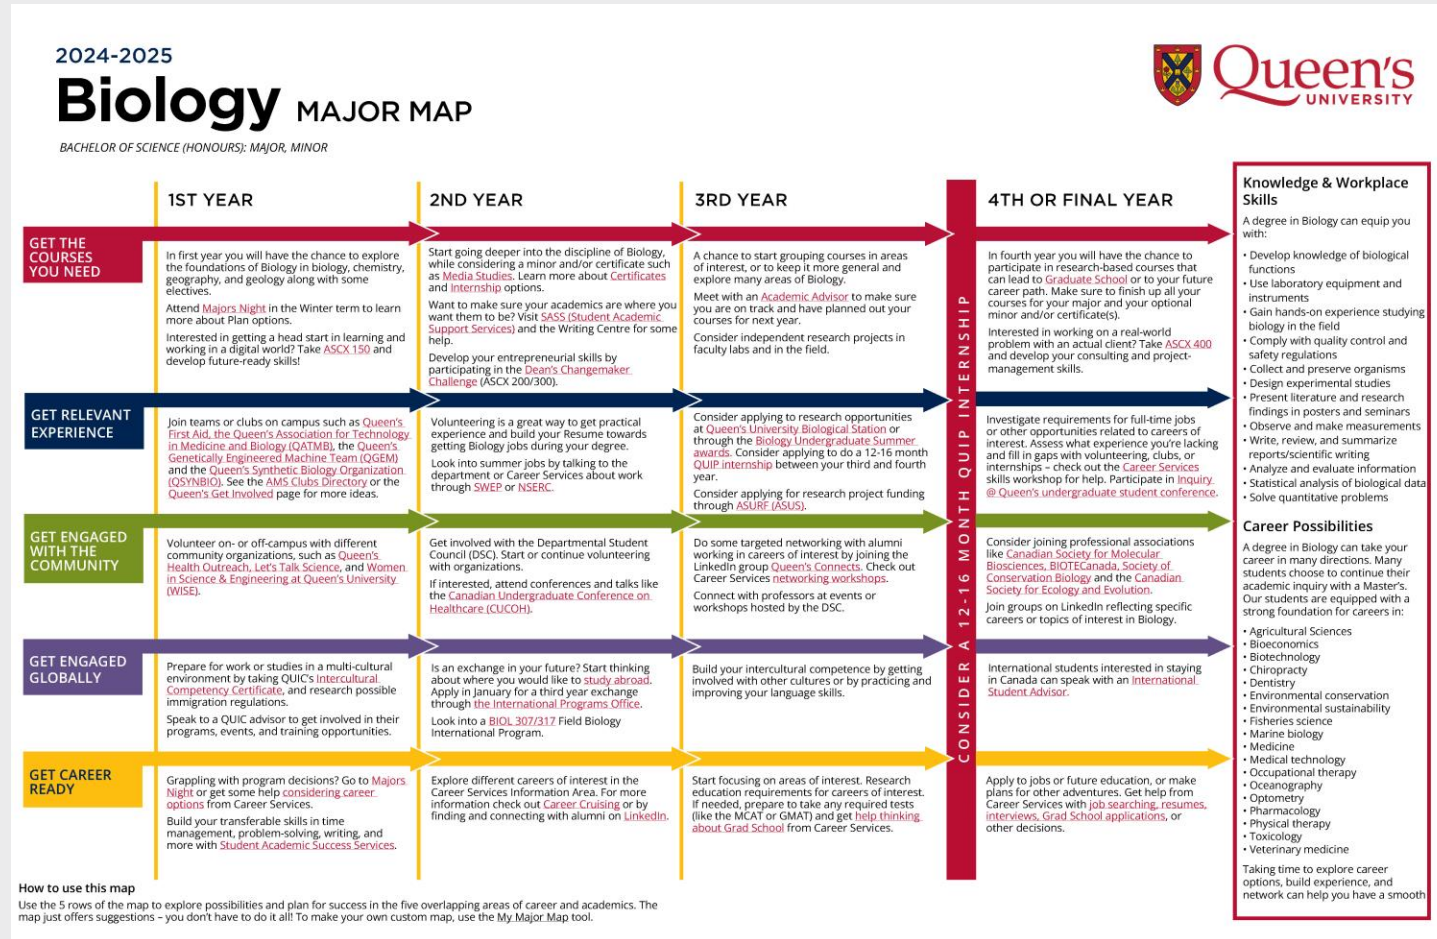 2024-2025
Biology MAJOR MAP
BACHELOR OF SCIENCE (HONOURS): MAJOR, MINOR
Queen's
UNIVERSITY
1ST YEAR
2ND YEAR
3RD YEAR
4TH OR FINAL YEAR
GET THE
COURSES
YOU NEED
In first year you will have the chance to explore
the foundations of Biology in biology, chemistry,
geography, and geology along with some
electives.
Attend Majors Night in the Winter term to learn
more about Plan options.
Interested in getting a head start in learning and
working in a digital world? Take ASCX 150 and
develop future-ready skills!
Start going deeper into the discipline of Biology,
while considering a minor and/or certificate such
as Media Studies. Learn more about Certificates
and Internship options.
Want to make sure your academics are where you
want them to be? Visit SASS (Student Academic
Support Services) and the Writing Centre for some
help.
Develop your entrepreneurial skills by
participating in the Dean's Changemaker
Challenge (ASCX 200/300).
A chance to start grouping courses in areas
of interest, or to keep it more general and
explore many areas of Biology.
Meet with an Academic Advisor to make sure
you are on track and have planned out your
courses for next year.
Consider independent research projects in
faculty labs and in the field.
In fourth year you will have the chance to
participate in research-based courses that
can lead to Graduate School or to your future
career path. Make sure to finish up all your
courses for your major and your optional
minor and/or certificate(s).
Interested in working on a real-world
problem with an actual client? Take ASCX 400
and develop your consulting and project-
management skills.
GET RELEVANT
EXPERIENCE
Join teams or clubs on campus such as Queen's
First Aid, the Queen's Association for Technology
in Medicine and Biology (QATMB), the Queen's
Genetically Engineered Machine Team (QGEM)
and the Queen's Synthetic Biology Organization
(QSYNBIO). See the AMS Clubs Directory or the
Queen's Get Involved page for more ideas.
Volunteering is a great way to get practical
experience and build your Resume towards
getting Biology jobs during your degree.
Look into summer jobs by talking to the
department or Career Services about work
through SWEP or NSERC.
Consider applying to research opportunities
at Queen's University Biological Station or
through the Biology Undergraduate Summer
awards. Consider applying to do a 12-16 month
QUIP internship between your third and fourth
year.
Consider applying for research project funding
through ASURF (ASUS).
Investigate requirements for full-time jobs
or other opportunities related to careers of
interest. Assess what experience you're lacking
and fill in gaps with volunteering, clubs, or
internships – check out the Career Services
skills workshop for help. Participate in Inquiry
@ Queen's undergraduate student conference.
GET ENGAGED
WITH THE
COMMUNITY
Volunteer on- or off-campus with different
community organizations, such as Queen's
Health Outreach, Let's Talk Science, and Women
in Science & Engineering at Queen's University
(WISE).
Get involved with the Departmental Student
Council (DSC). Start or continue volunteering
with organizations.
If interested, attend conferences and talks like
the Canadian Undergraduate Conference on
Healthcare (CUCOH).
Do some targeted networking with alumni
working in careers of interest by joining the
LinkedIn group Queen's Connects. Check out
Career Services networking workshops.
Connect with professors at events or
workshops hosted by the DSC.
Consider joining professional associations
like Canadian Society for Molecular
Biosciences, BIOTECanada, Society of
Conservation Biology and the Canadian
Society for Ecology and Evolution.
Join groups on LinkedIn reflecting specific
careers or topics of interest in Biology.
GET ENGAGED
GLOBALLY
Prepare for work or studies in a multi-cultural
environment by taking QUIC's Intercultural
Competency Certificate, and research possible
immigration regulations.
Speak to a QUIC advisor to get involved in their
programs, events, and training opportunities.
Is an exchange in your future? Start thinking
about where you would like to study abroad.
Apply in January for a third year exchange
through the International Programs Office.
Look into a BIOL 307/317 Field Biology
International Program.
Build your intercultural competence by getting
involved with other cultures or by practicing and
improving your language skills.
International students interested in staying
in Canada can speak with an International
Student Advisor.
GET CAREER
READY
Grappling with program decisions? Go to Majors
Night or get some help considering career
options from Career Services.
Build your transferable skills in time
management, problem-solving, writing, and
more with Student Academic Success Services.
Explore different careers of interest in the
Career Services Information Area. For more
information check out Career Cruising or by
finding and connecting with alumni on LinkedIn.
Start focusing on areas of interest. Research
education requirements for careers of interest.
If needed, prepare to take any required tests
(like the MCAT or GMAT) and get help thinking
about Grad School from Career Services.
Apply to jobs or future education, or make
plans for other adventures. Get help from
Career Services with job searching, resumes,
interviews, Grad School applications, or
other decisions.
CONSIDER A 12-16 MONTH QUIP INTERNSHIP
Knowledge & Workplace
Skills
A degree in Biology can equip you
with:
• Develop knowledge of biological
functions
• Use laboratory equipment and
instruments
• Gain hands-on experience studying
biology in the field
• Comply with quality control and
safety regulations
• Collect and preserve organisms
• Design experimental studies
• Present literature and research
findings in posters and seminars
• Observe and make measurements
• Write, review, and summarize
reports/scientific writing
• Analyze and evaluate information
• Statistical analysis of biological data
• Solve quantitative problems
Career Possibilities
A degree in Biology can take your
career in many directions. Many
students choose to continue their
academic inquiry with a Master's.
Our students are equipped with a
strong foundation for careers in:
• Agricultural Sciences
• Bioeconomics
• Biotechnology
• Chiropracty
• Dentistry
• Environmental conservation
• Environmental sustainability
• Fisheries science
• Marine biology
• Medicine
• Medical technology
• Occupational therapy
• Oceanography
• Optometry
• Pharmacology
• Physical therapy
• Toxicology
• Veterinary medicine
Taking time to explore career
options, build experience, and
network can help you have a smooth
How to use this map
Use the 5 rows of the map to explore possibilities and plan for success in the five overlapping areas of career and academics. The
map just offers suggestions – you don't have to do it all! To make your own custom map, use the My Major Map tool.